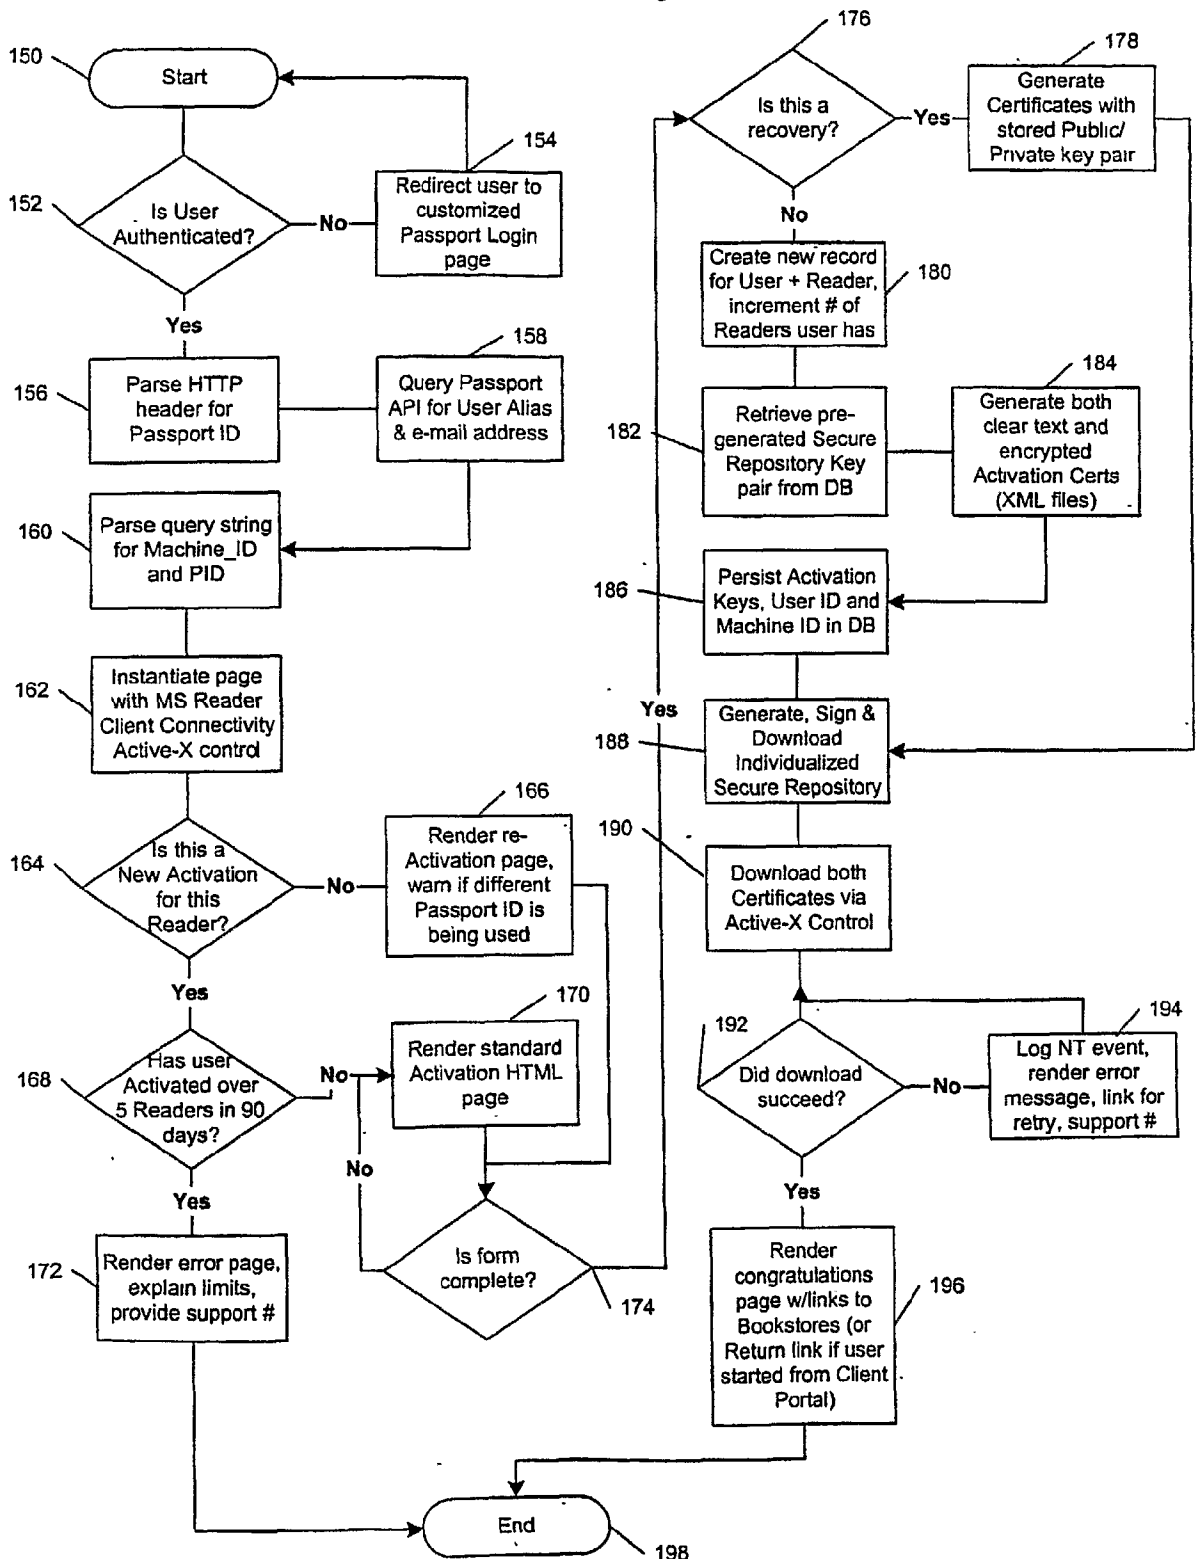 150
Start
152
Is User
Authenticated?
No
154
Redirect user to
customized
Passport Login
page
Yes
156
Parse HTTP
header for
Passport ID
158
Query Passport
API for User Alias
& e-mail address
160
Parse query string
for Machine_ID
and PID
162
Instantiate page
with MS Reader
Client Connectivity
Active-X control
164
Is this a
New Activation
for this
Reader?
No
166
Render re-
Activation page,
warn if different
Passport ID is
being used
Yes
168
Has user
Activated over
5 Readers in 90
days?
No
170
Render standard
Activation HTML
page
No
Yes
172
Render error page,
explain limits,
provide support #
Is form
complete?
174
Yes
176
Is this a
recovery?
Yes
178
Generate
Certificates with
stored Public/
Private key pair
No
180
Create new record
for User + Reader,
increment # of
Readers user has
182
Retrieve pre-
generated Secure
Repository Key
pair from DB
184
Generate both
clear text and
encrypted
Activation Certs
(XML files)
186
Persist Activation
Keys, User ID and
Machine ID in DB
188
Generate, Sign &
Download
Individualized
Secure Repository
190
Download both
Certificates via
Active-X Control
192
Did download
succeed?
No
194
Log NT event,
render error
message, link for
retry, support #
Yes
196
Render
congratulations
page w/links to
Bookstores (or
Return link if user
started from Client
Portal)
End
198